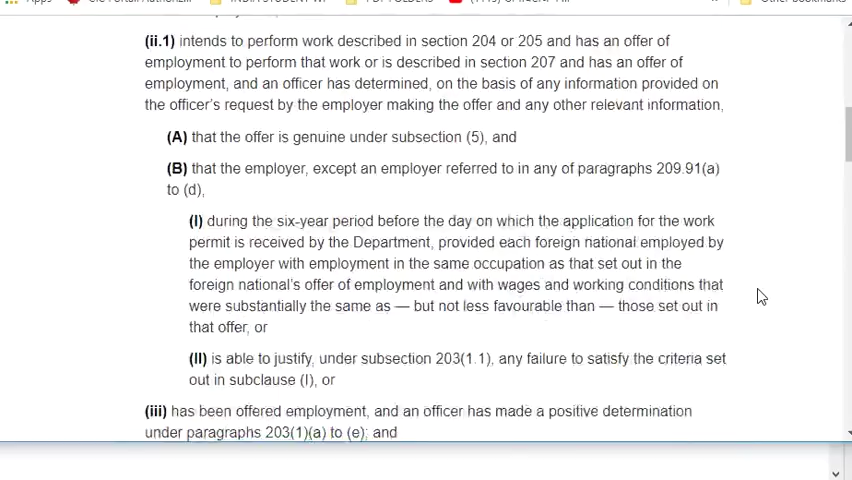 Apps
(ii.1) intends to perform work described in section 204 or 205 and has an offer of
employment to perform that work or is described in section 207 and has an offer of
employment, and an officer has determined, on the basis of any information provided on
the officer's request by the employer making the offer and any other relevant information,
(A) that the offer is genuine under subsection (5), and
(B) that the employer, except an employer referred to in any of paragraphs 209.91(a)
to (d),
(I) during the six-year period before the day on which the application for the work
permit is received by the Department, provided each foreign national employed by
the employer with employment in the same occupation as that set out in the
foreign national's offer of employment and with wages and working conditions that
were substantially the same as — but not less favourable than — those set out in
that offer, or
(II) is able to justify, under subsection 203(1.1), any failure to satisfy the criteria set
out in subclause (I), or
(iii) has been offered employment, and an officer has made a positive determination
under paragraphs 203(1)(a) to (e); and